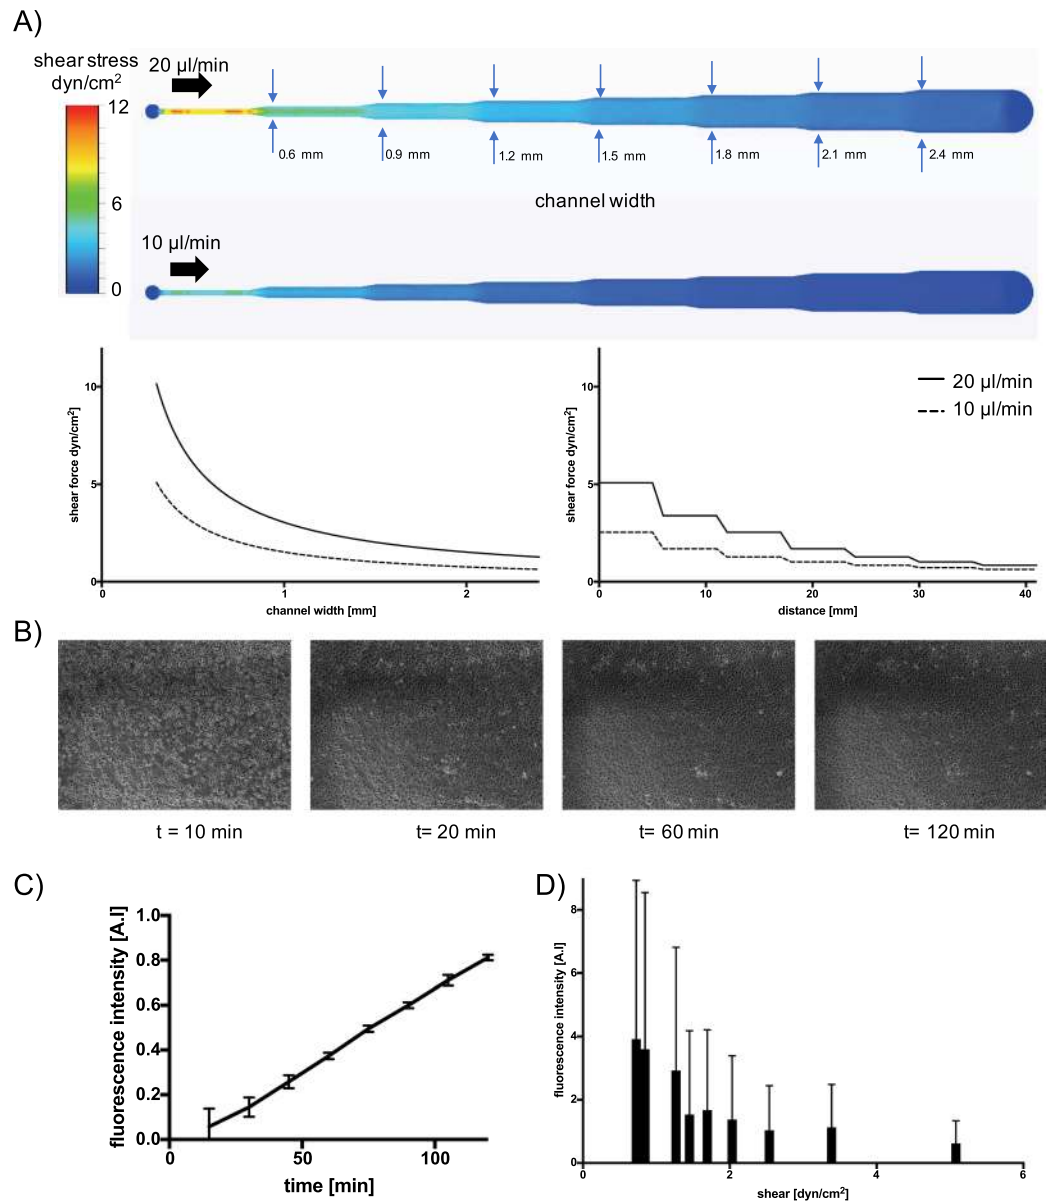 A)
shear stress
dyn/cm2
20 µl/min
12
6
0
0.6 mm
0.9 mm
1.2 mm
1.5 mm
1.8 mm
2.1 mm
2.4 mm
channel width
10 µl/min
shear force dyn/cm2
10
5
0
0
1
2
channel width [mm]
shear force dyn/cm2
10
5
0
0
10
20
30
40
distance [mm]
20 µl/min
10 µl/min
B)
t = 10 min
t= 20 min
t= 60 min
t= 120 min
C)
fluorescence intensity [A.I]
1.0
0.8
0.6
0.4
0.2
0.0
0
50
100
time [min]
D)
fluorescence intensity [A.I]
8
6
4
2
0
0
2
4
6
shear [dyn/cm2]